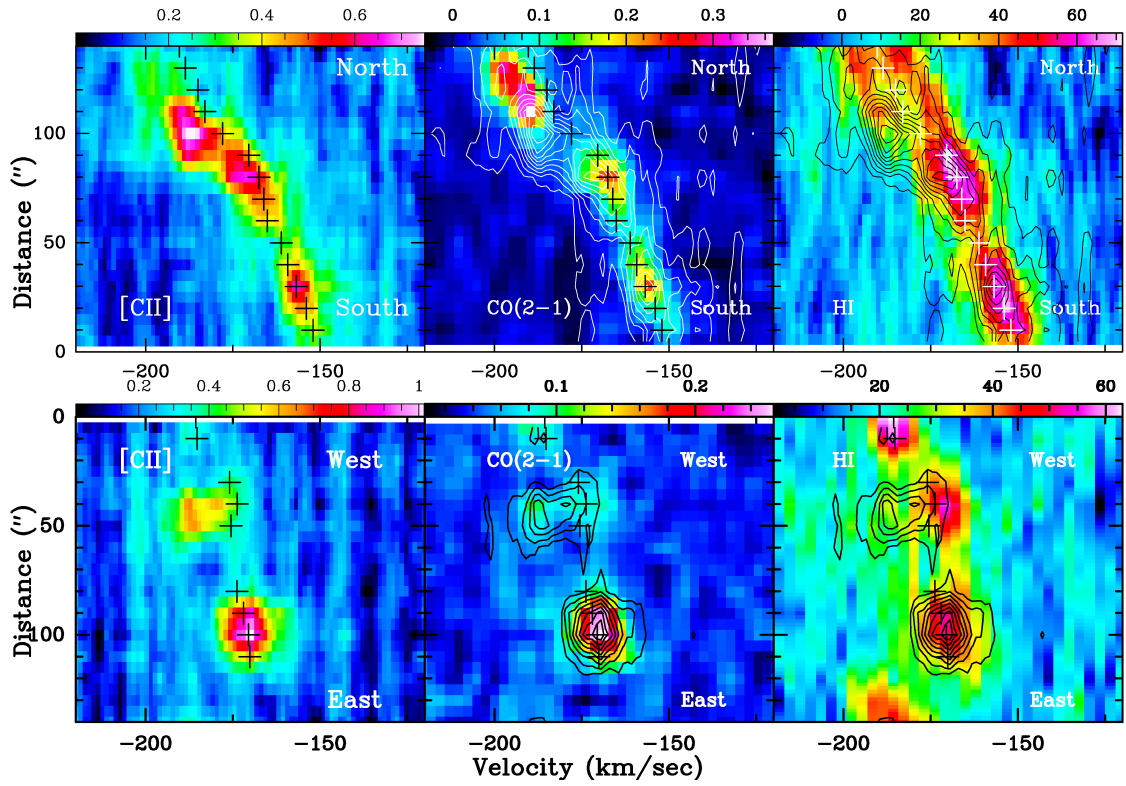 0.2 0.4 0.6 0 0.1 0.2 0.3 0 20 40 60
North North North
100
50
0
Distance (″)
[CII] South CO(2−1) South HI South
−200 −150 −200 −150 −200 −150
0.2 0.4 0.6 0.8 1 0.1 0.2 20 40 60
0
50
100
Distance (″)
[CII] West CO(2−1) West HI West
East East East
−200 −150 −200 −150 −200 −150
Velocity (km/sec)